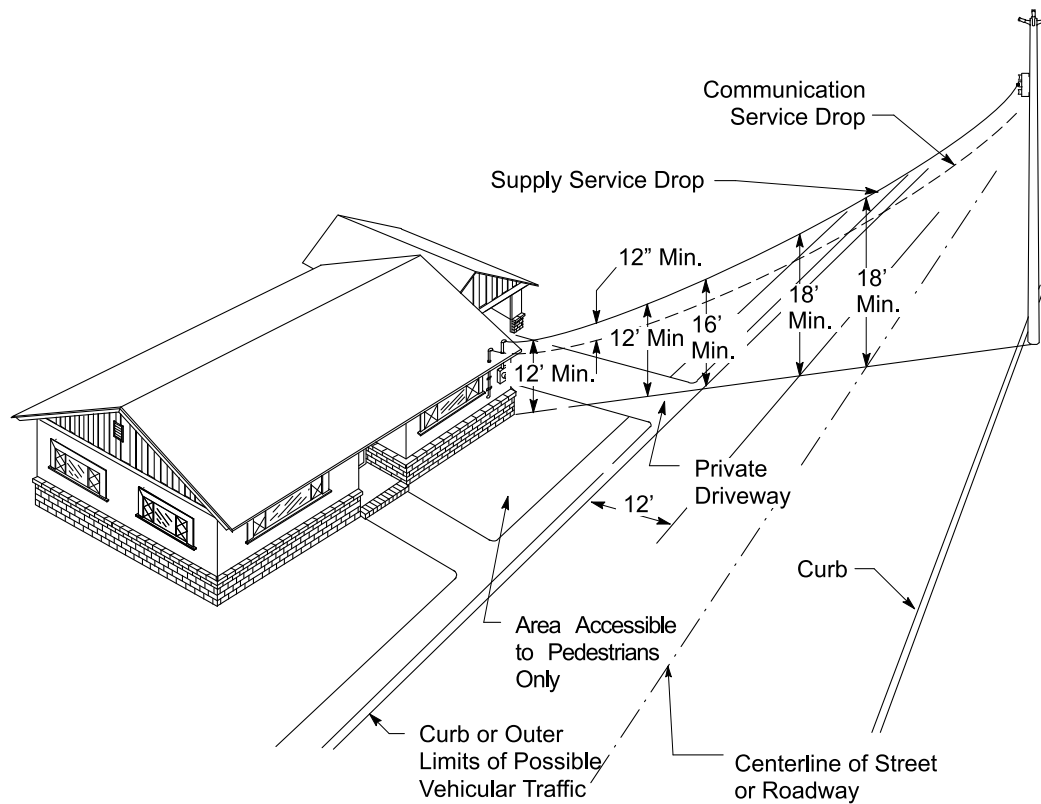 Communication
Service Drop
Supply Service Drop
12” Min.
18’
Min.
18’
Min.
12’ Min
16’
Min.
12’ Min.
Private
Driveway
12’
Curb
Area Accessible
to Pedestrians
Only
Curb or Outer
Limits of Possible
Vehicular Traffic
Centerline of Street
or Roadway